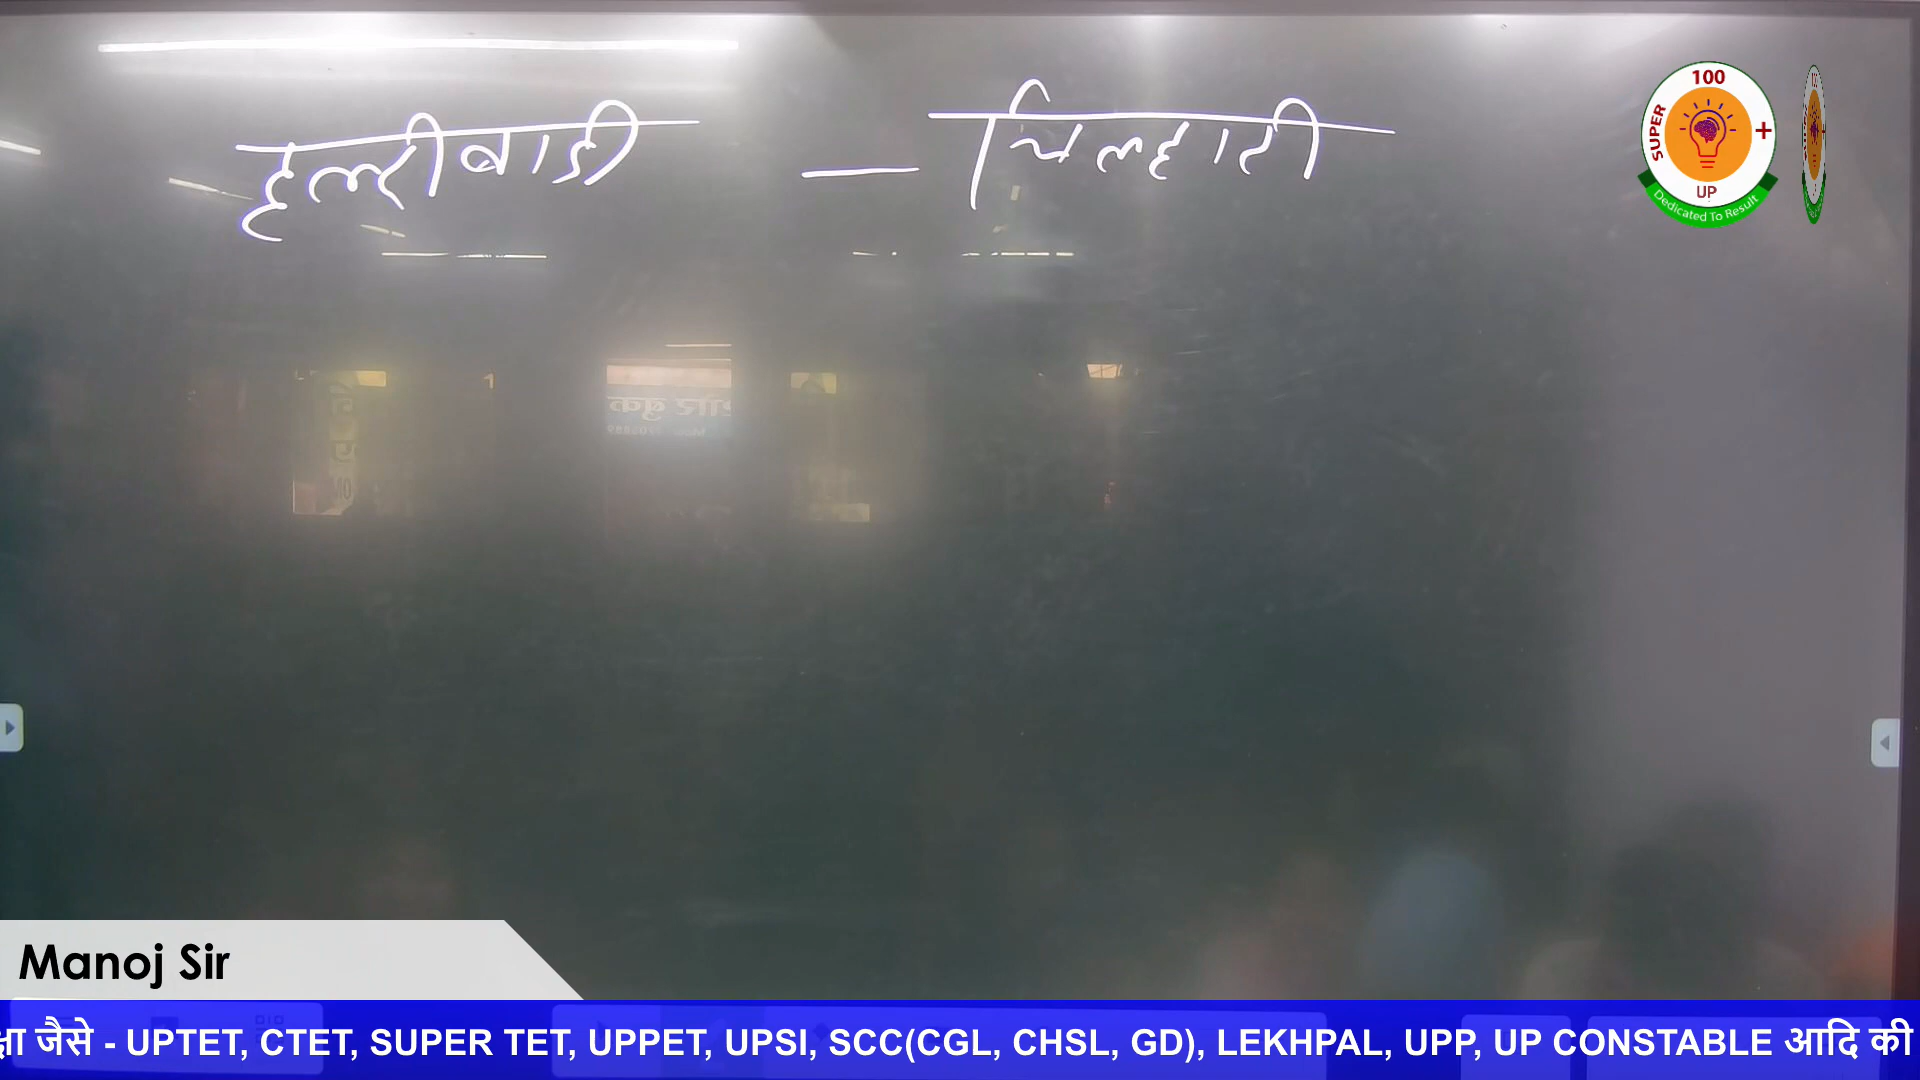 हल्दीबाडी — चिल्हाटी
100
SUPER
+
UP
Dedicated To Result
Manoj Sir
जैसे - UPTET, CTET, SUPER TET, UPPET, UPSI, SCC(CGL, CHSL, GD), LEKHPAL, UPP, UP CONSTABLE आदि की